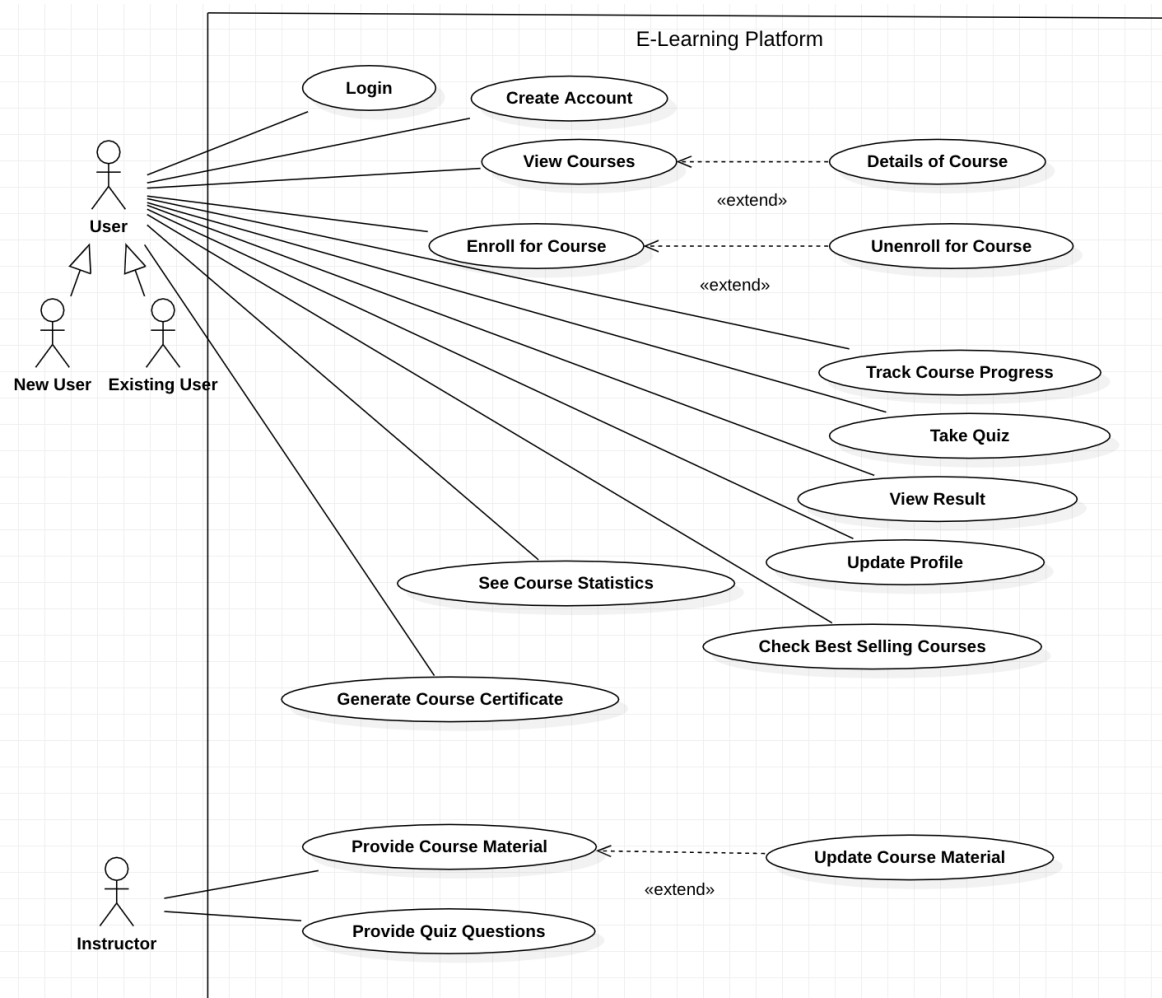 E-Learning Platform
Login
Create Account
View Courses
Details of Course
«extend»
User
Enroll for Course
Unenroll for Course
«extend»
New User
Existing User
Track Course Progress
Take Quiz
View Result
Update Profile
See Course Statistics
Check Best Selling Courses
Generate Course Certificate
Provide Course Material
Update Course Material
«extend»
Instructor
Provide Quiz Questions